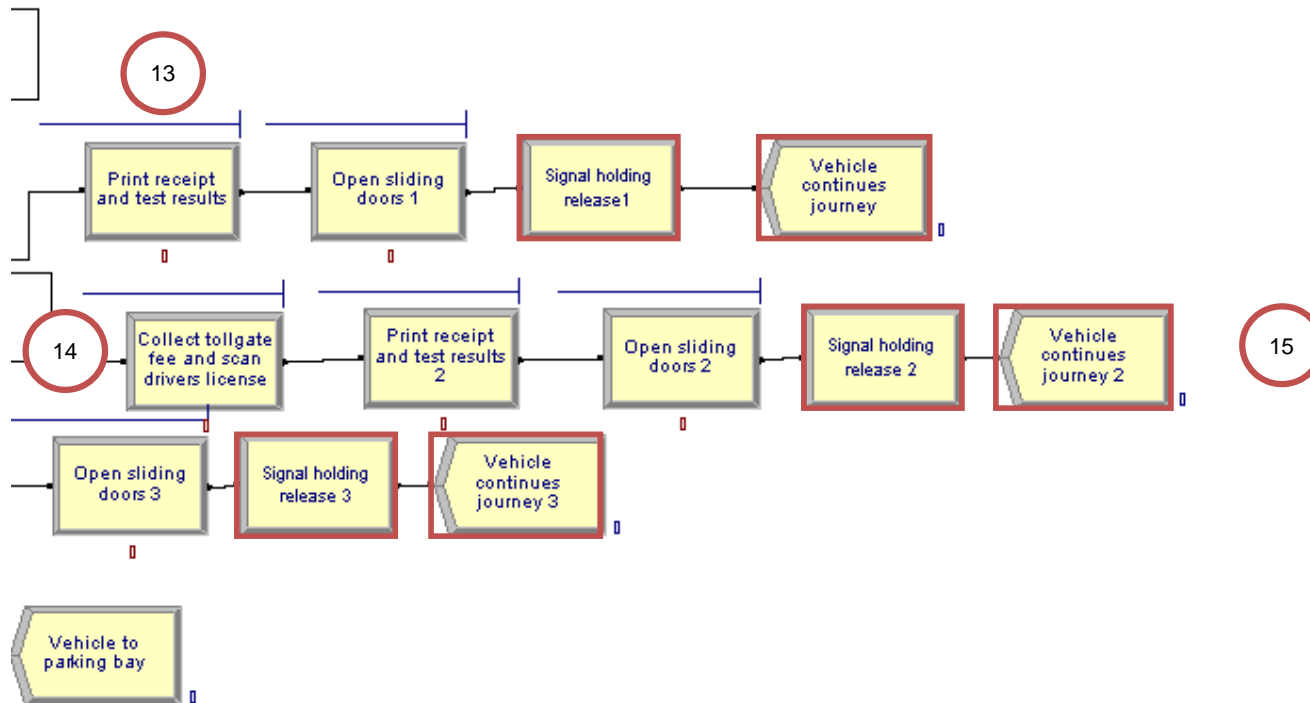 13
Print receipt
and test results
Open sliding
doors 1
Signal holding
release1
Vehicle
continues
journey
14
Collect tollgate
fee and scan
drivers license
Print receipt
and test results
2
Open sliding
doors 2
Signal holding
release 2
Vehicle
continues
journey 2
15
Open sliding
doors 3
Signal holding
release 3
Vehicle
continues
journey 3
Vehicle to
parking bay